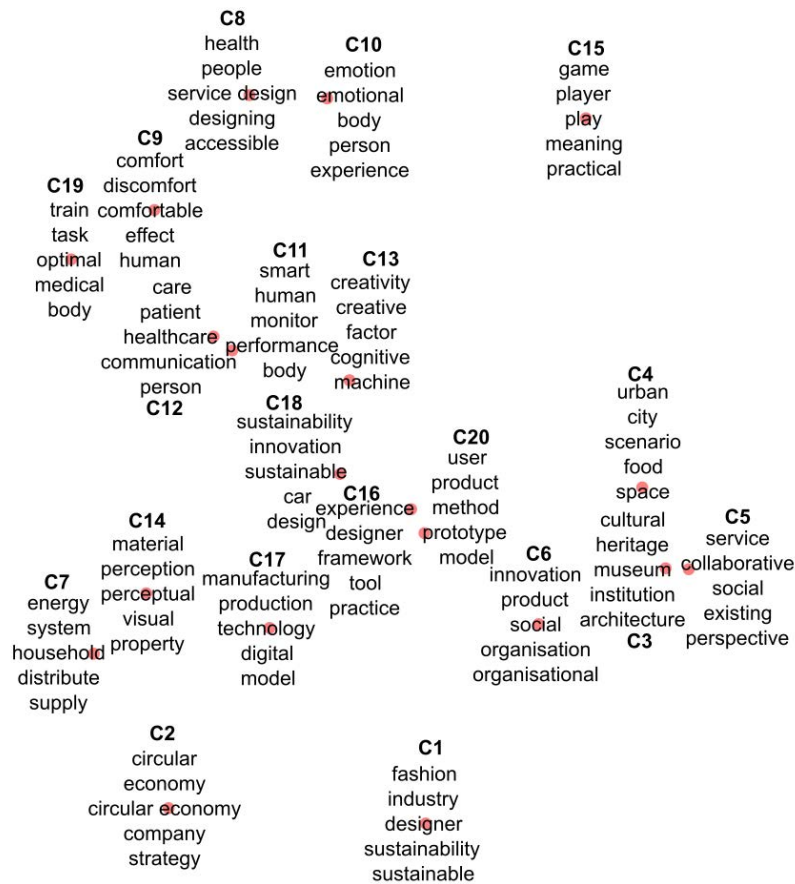 C8
health
people
service design
designing
accessible
C10
emotion
emotional
body
person
experience
C15
game
player
play
meaning
practical
C9
comfort
discomfort
comfortable
effect
human
C19
train
task
optimal
medical
body
care
patient
healthcare
communication
person
C12
C11
smart
human
monitor
performance
body
C13
creativity
creative
factor
cognitive
machine
C18
sustainability
innovation
sustainable
car
design
C16
experience
designer
framework
tool
practice
C20
user
product
method
prototype
model
C4
urban
city
scenario
food
space
cultural
heritage
museum
institution
architecture
C3
C5
service
collaborative
social
existing
perspective
C6
innovation
product
social
organisation
organisational
C14
material
perception
perceptual
visual
property
C7
energy
system
household
distribute
supply
C17
manufacturing
production
technology
digital
model
C2
circular
economy
circular economy
company
strategy
C1
fashion
industry
designer
sustainability
sustainable